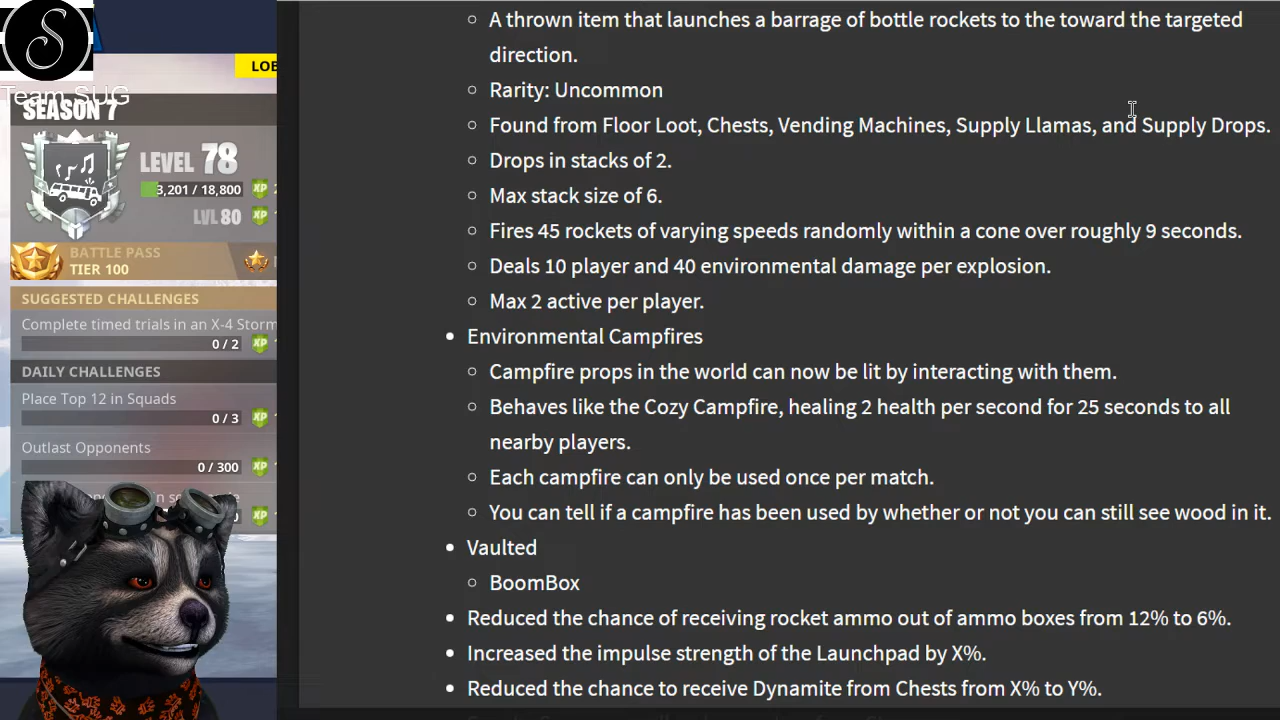 S
Team SUG
LOB
SEASON 7
LEVEL 78
3,201 / 18,800 XP
LVL 80 XP
BATTLE PASS
TIER 100
SUGGESTED CHALLENGES
Complete timed trials in an X-4 Storm
0 / 2 XP
DAILY CHALLENGES
Place Top 12 in Squads
0 / 3 XP
Outlast Opponents
0 / 300 XP
XP
A thrown item that launches a barrage of bottle rockets to the toward the targeted
direction.
Rarity: Uncommon
Found from Floor Loot, Chests, Vending Machines, Supply Llamas, and Supply Drops.
Drops in stacks of 2.
Max stack size of 6.
Fires 45 rockets of varying speeds randomly within a cone over roughly 9 seconds.
Deals 10 player and 40 environmental damage per explosion.
Max 2 active per player.
Environmental Campfires
Campfire props in the world can now be lit by interacting with them.
Behaves like the Cozy Campfire, healing 2 health per second for 25 seconds to all
nearby players.
Each campfire can only be used once per match.
You can tell if a campfire has been used by whether or not you can still see wood in it.
Vaulted
BoomBox
Reduced the chance of receiving rocket ammo out of ammo boxes from 12% to 6%.
Increased the impulse strength of the Launchpad by X%.
Reduced the chance to receive Dynamite from Chests from X% to Y%.